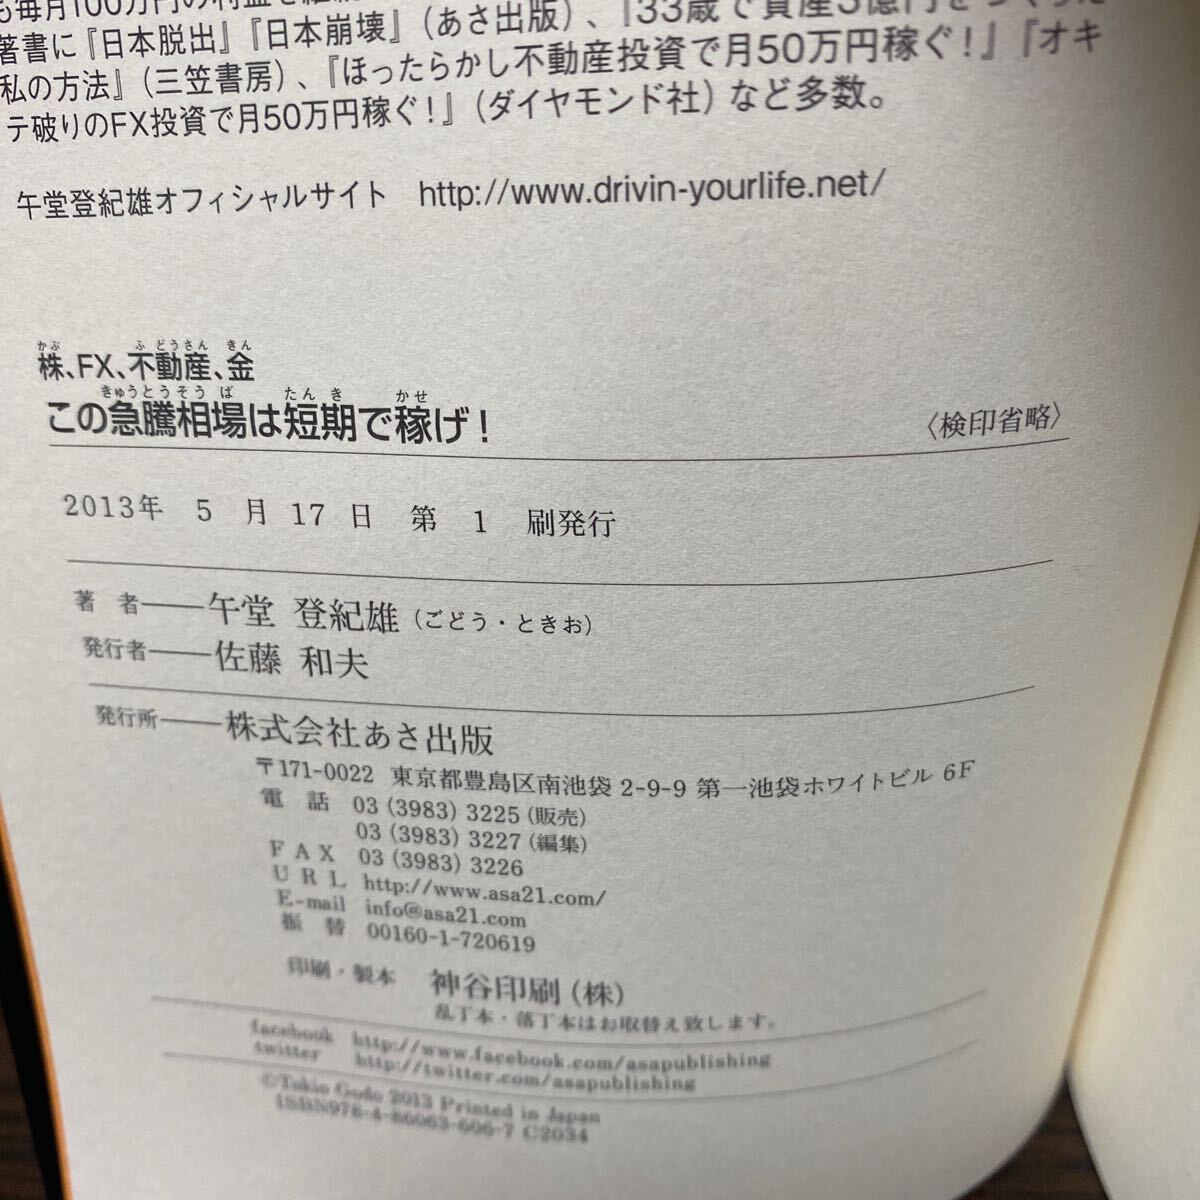 も毎月100万円の利益を
著書に『日本脱出』『日本崩壊』（あさ出版）、『33歳で資産3億円をつくった
私の方法』（三笠書房）、『ほったらかし不動産投資で月50万円稼ぐ！』『オキ
テ破りのFX投資で月50万円稼ぐ！』（ダイヤモンド社）など多数。
午堂登紀雄オフィシャルサイト http://www.drivin-yourlife.net/
かぶ ふどうさん きん
株、FX、不動産、金
きゅうとうそうば たんき かせ
この急騰相場は短期で稼げ！ 〈検印省略〉
2013年 5 月 17 日 第 1 刷発行
著 者――午堂 登紀雄（ごどう・ときお）
発行者――佐藤 和夫
発行所――株式会社あさ出版
〒171-0022 東京都豊島区南池袋 2-9-9 第一池袋ホワイトビル 6F
電 話 03 (3983) 3225 (販売)
03 (3983) 3227 (編集)
F A X 03 (3983) 3226
U R L http://www.asa21.com/
E-mail info@asa21.com
振 替 00160-1-720619
印刷・製本 神谷印刷（株）
乱丁本・落丁本はお取替え致します。
facebook http://www.facebook.com/asapublishing
twitter http://twitter.com/asapublishing
©Tokio Godo 2013 Printed in Japan
ISBN978-4-86063-606-7 C2034